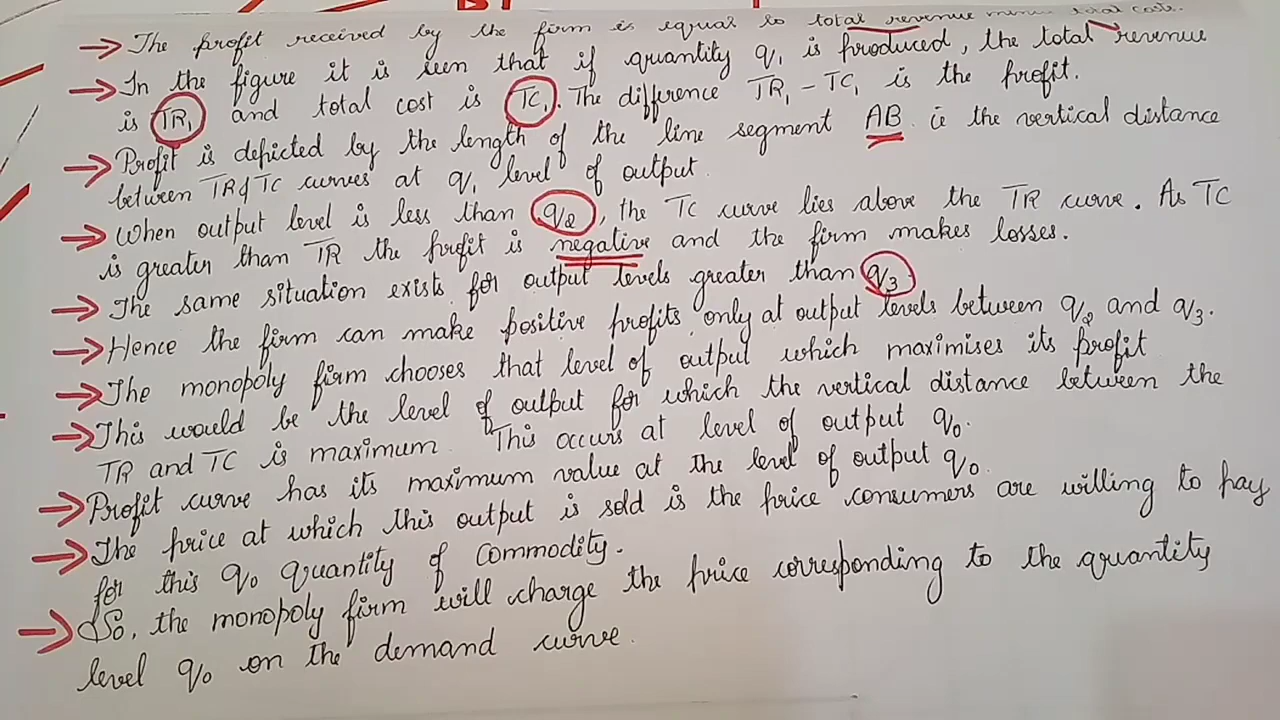 → The profit received by the firm is equal to total revenue minus total cost.
→ In the figure it is seen that if quantity q₁ is produced, the total revenue
is TR₁ and total cost is TC₁. The difference TR₁ - TC₁ is the profit.
→ Profit is depicted by the length of the line segment AB ie the vertical distance
between TR & TC curves at q₁ level of output.
→ When output level is less than q₂, the TC curve lies above the TR curve. As TC
is greater than TR the profit is negative and the firm makes losses.
→ The same situation exists for output levels greater than q₃
→ Hence the firm can make positive profits only at output levels between q₂ and q₃.
→ The monopoly firm chooses that level of output which maximises its profit
→ This would be the level of output for which the vertical distance between the
TR and TC is maximum. This occurs at level of output q₀.
→ Profit curve has its maximum value at the level of output q₀.
→ The price at which this output is sold is the price consumers are willing to pay
for this q₀ quantity of commodity.
→ So, the monopoly firm will charge the price corresponding to the quantity
level q₀ on the demand curve.